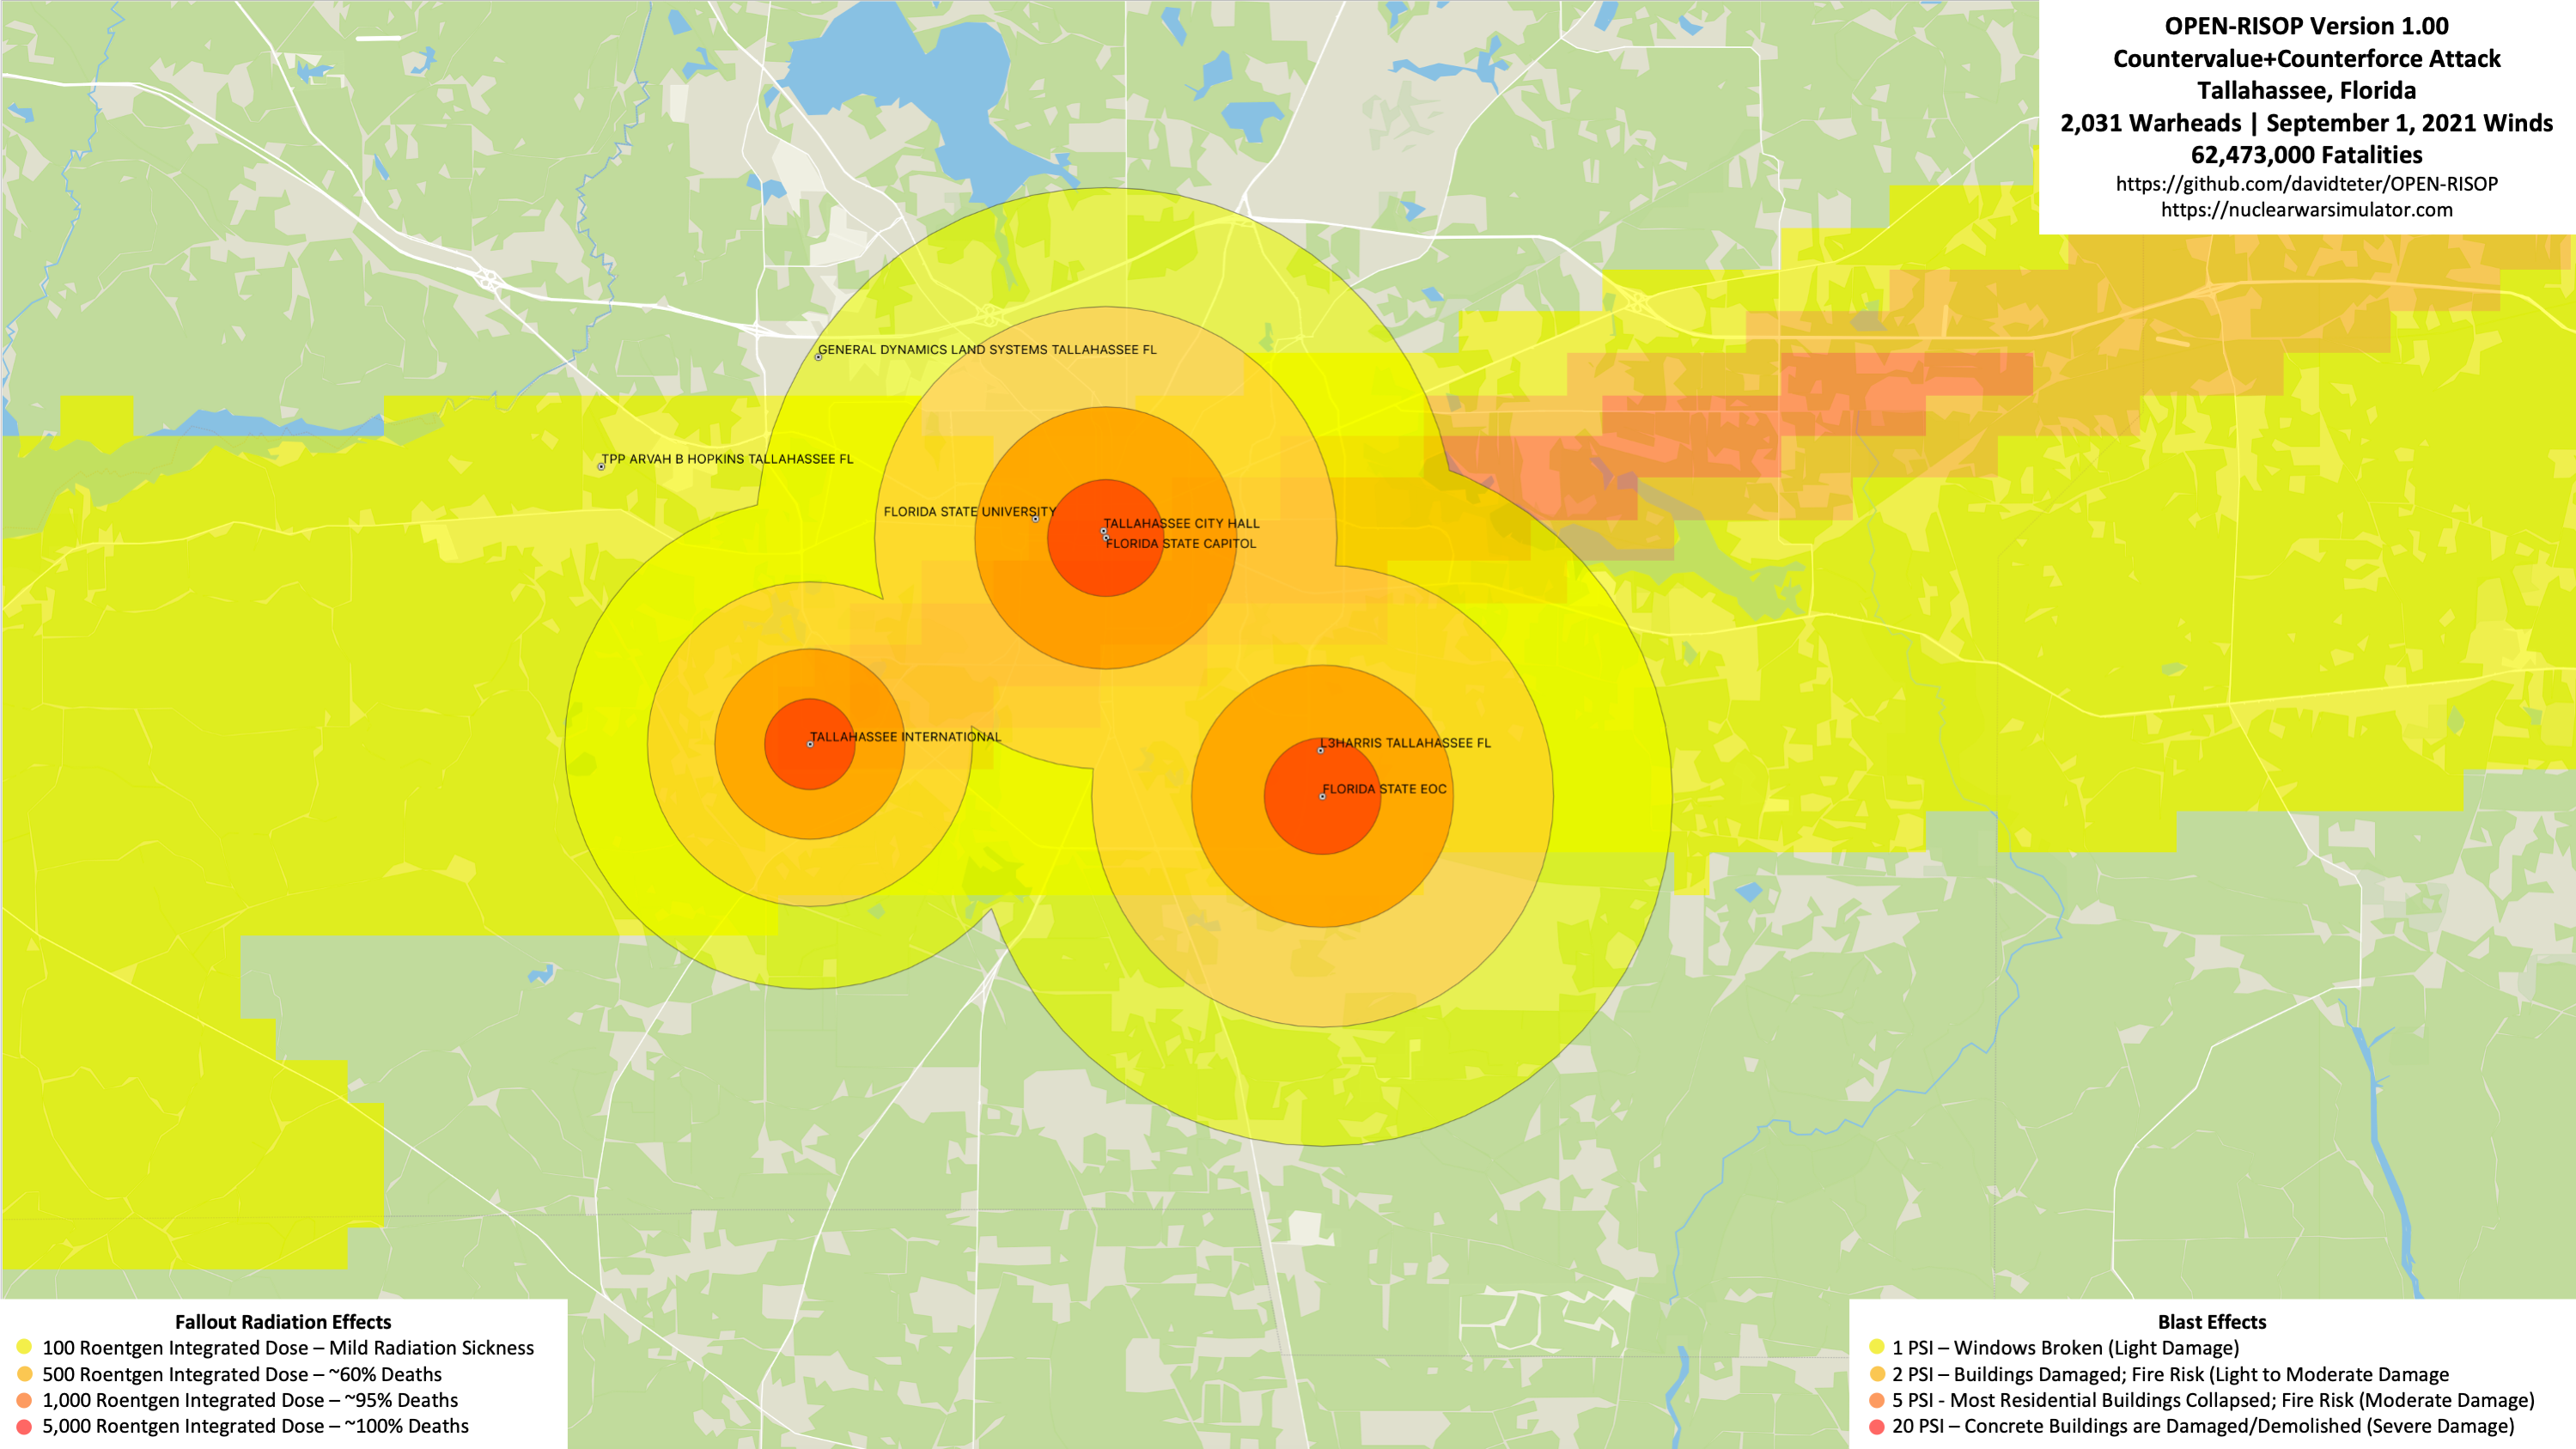 OPEN-RISOP Version 1.00
Countervalue+Counterforce Attack
Tallahassee, Florida
2,031 Warheads | September 1, 2021 Winds
62,473,000 Fatalities
https://github.com/davidteter/OPEN-RISOP
https://nuclearwarsimulator.com
GENERAL DYNAMICS LAND SYSTEMS TALLAHASSEE FL
TPP ARVAH B HOPKINS TALLAHASSEE FL
FLORIDA STATE UNIVERSITY
TALLAHASSEE CITY HALL
FLORIDA STATE CAPITOL
TALLAHASSEE INTERNATIONAL
L3HARRIS TALLAHASSEE FL
FLORIDA STATE EOC
Fallout Radiation Effects
100 Roentgen Integrated Dose – Mild Radiation Sickness
500 Roentgen Integrated Dose – ~60% Deaths
1,000 Roentgen Integrated Dose – ~95% Deaths
5,000 Roentgen Integrated Dose – ~100% Deaths
Blast Effects
1 PSI – Windows Broken (Light Damage)
2 PSI – Buildings Damaged; Fire Risk (Light to Moderate Damage
5 PSI - Most Residential Buildings Collapsed; Fire Risk (Moderate Damage)
20 PSI – Concrete Buildings are Damaged/Demolished (Severe Damage)